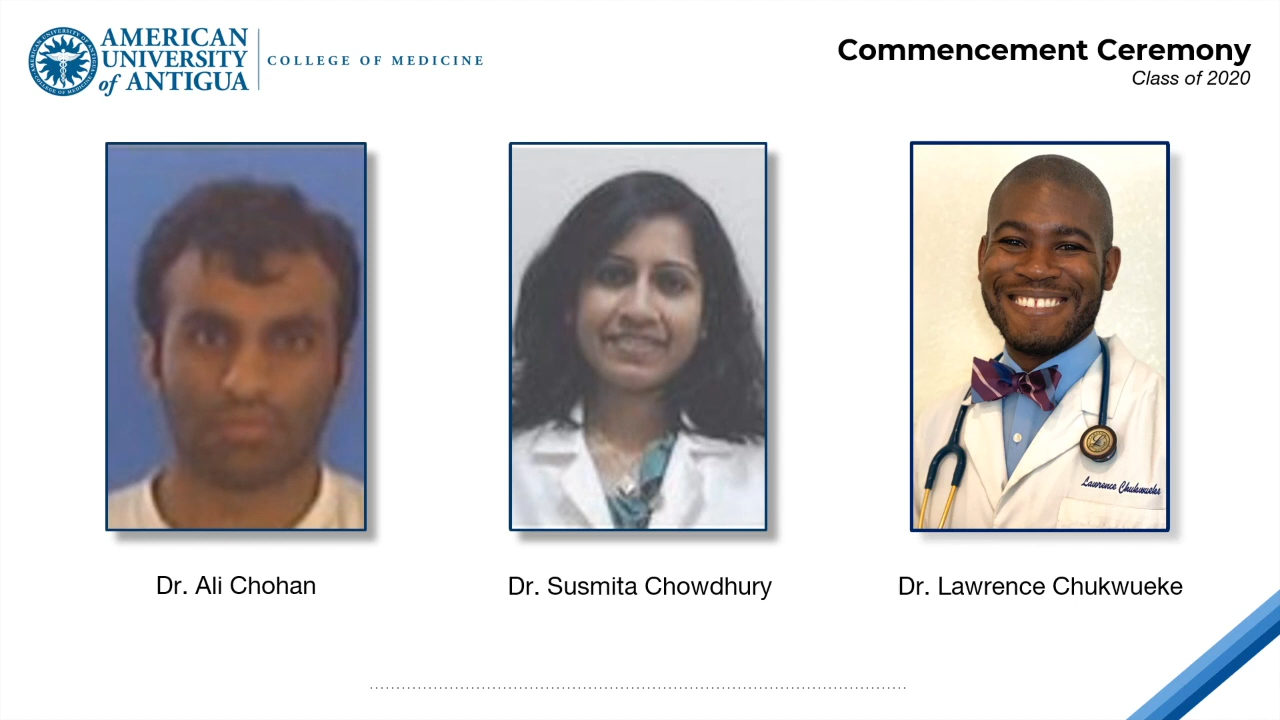 AMERICAN
UNIVERSITY
of ANTIGUA
COLLEGE OF MEDICINE
Commencement Ceremony
Class of 2020
Lawrence Chukwueke
Dr. Ali Chohan
Dr. Susmita Chowdhury
Dr. Lawrence Chukwueke